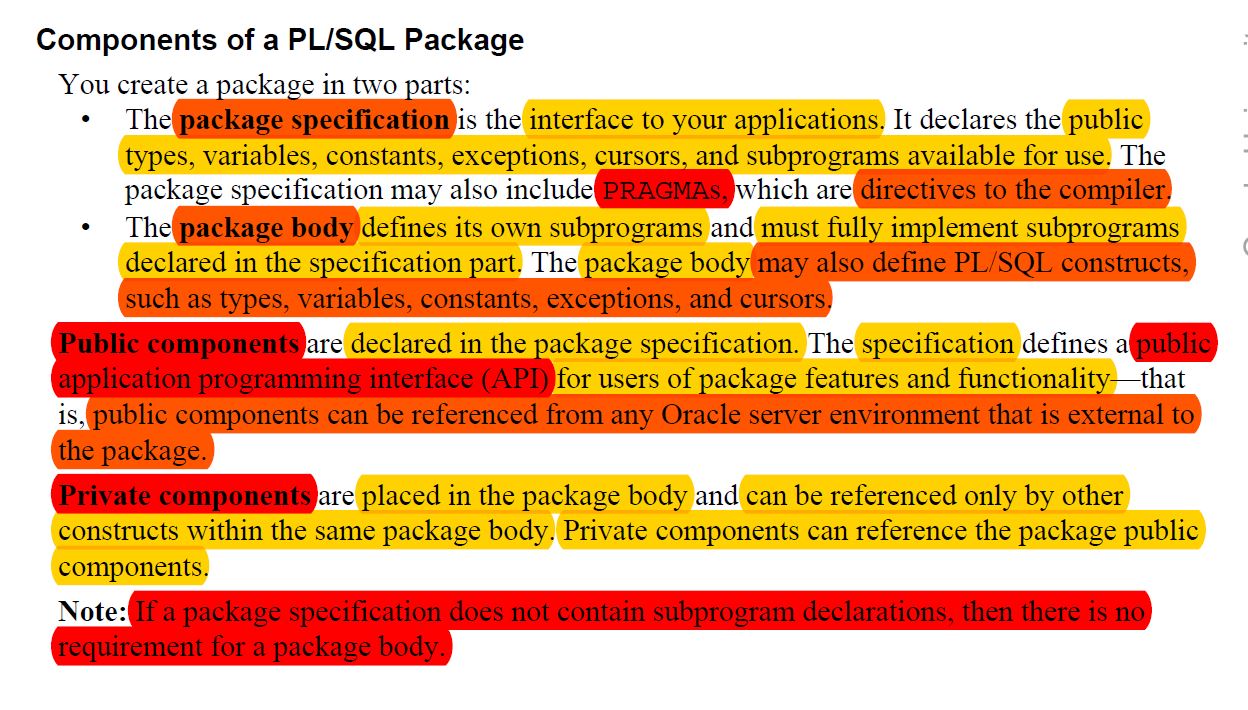 Components of a PL/SQL Package
You create a package in two parts:
• The package specification is the interface to your applications. It declares the public
types, variables, constants, exceptions, cursors, and subprograms available for use. The
package specification may also include PRAGMAs, which are directives to the compiler.
• The package body defines its own subprograms and must fully implement subprograms
declared in the specification part. The package body may also define PL/SQL constructs,
such as types, variables, constants, exceptions, and cursors.
Public components are declared in the package specification. The specification defines a public
application programming interface (API) for users of package features and functionality—that
is, public components can be referenced from any Oracle server environment that is external to
the package.
Private components are placed in the package body and can be referenced only by other
constructs within the same package body. Private components can reference the package public
components.
Note: If a package specification does not contain subprogram declarations, then there is no
requirement for a package body.